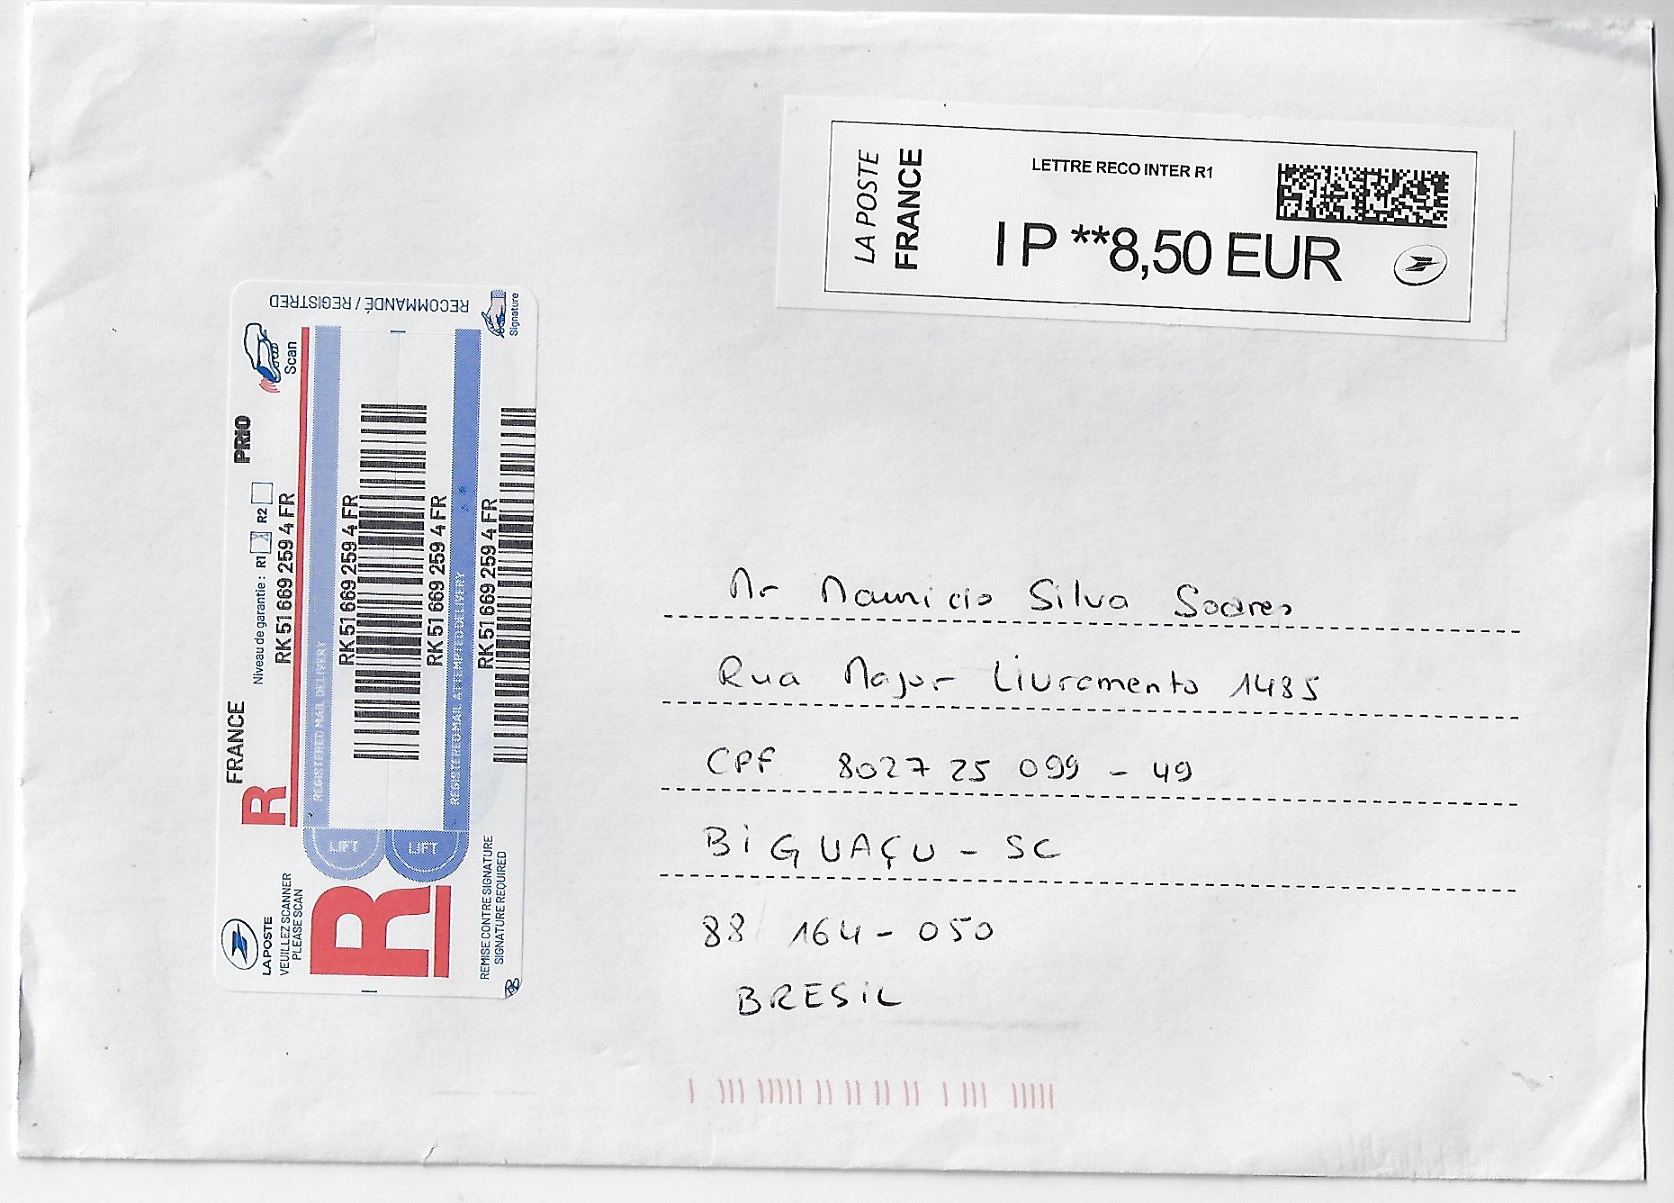 LA POSTE
FRANCE
LETTRE RECO INTER R1
I P **8,50 EUR
RECOMMANDÉ / REGISTRED
Scan
Signature
PRIO
Niveau de garantie : R1 R2
RK 51 669 259 4 FR
FRANCE
R
REGISTERED MAIL DELIVERY
RK 51 669 259 4 FR
RK 51 669 259 4 FR
REGISTERED MAIL ATTEMPTED DELIVERY
RK 51 669 259 4 FR
LIFT
LIFT
LA POSTE
VEUILLEZ SCANNER
PLEASE SCAN
R
REMISE CONTRE SIGNATURE
SIGNATURE REQUIRED
Mr Mauricio Silva Soares
Rua Major Livramento 1485
CPF 802725 099 - 49
BIGUAÇU - SC
88 164 - 050
BRESIL